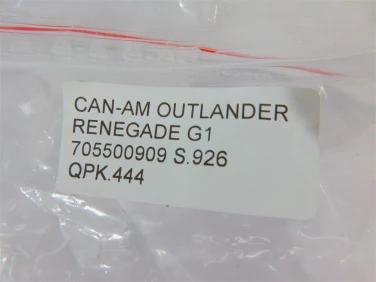 CAN-AM OUTLANDER
RENEGADE G1
705500909 S.926
QPK.444